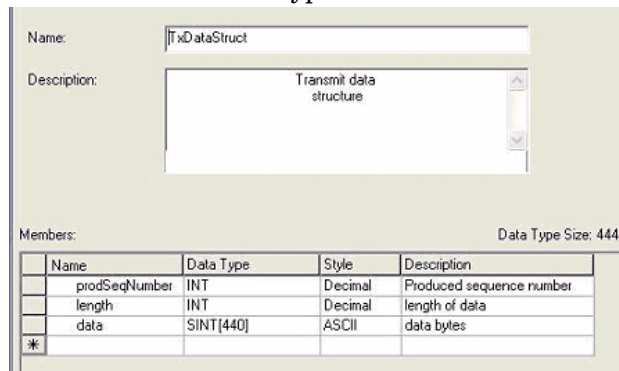 Name: TxDataStruct
Description: Transmit data
structure
Members: Data Type Size: 444
Name Data Type Style Description
prodSeqNumber INT Decimal Produced sequence number
length INT Decimal length of data
data SINT[440] ASCII data bytes
*